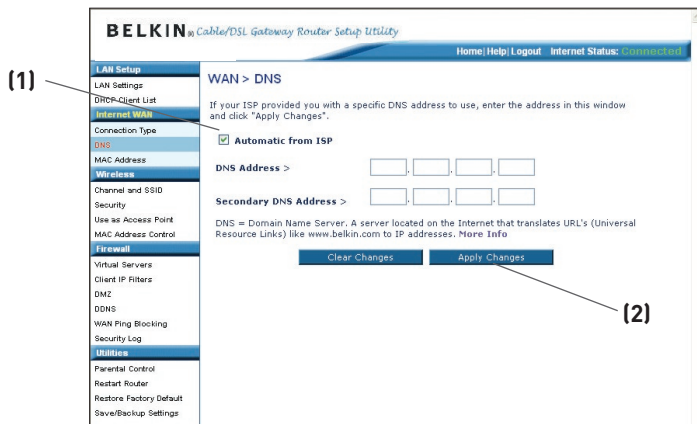 BELKIN® Cable/DSL Gateway Router Setup Utility
Home|Help|Logout Internet Status: Connected
LAN Setup
LAN Settings
DHCP Client List
Internet WAN
Connection Type
DNS
MAC Address
Wireless
Channel and SSID
Security
Use as Access Point
MAC Address Control
Firewall
Virtual Servers
Client IP Filters
DMZ
DDNS
WAN Ping Blocking
Security Log
Utilities
Parental Control
Restart Router
Restore Factory Default
Save/Backup Settings
(1)
WAN > DNS
If your ISP provided you with a specific DNS address to use, enter the address in this window
and click "Apply Changes".
Automatic from ISP
DNS Address > . . .
Secondary DNS Address > . . .
DNS = Domain Name Server. A server located on the Internet that translates URL's (Universal
Resource Links) like www.belkin.com to IP addresses. More Info
Clear Changes Apply Changes
(2)